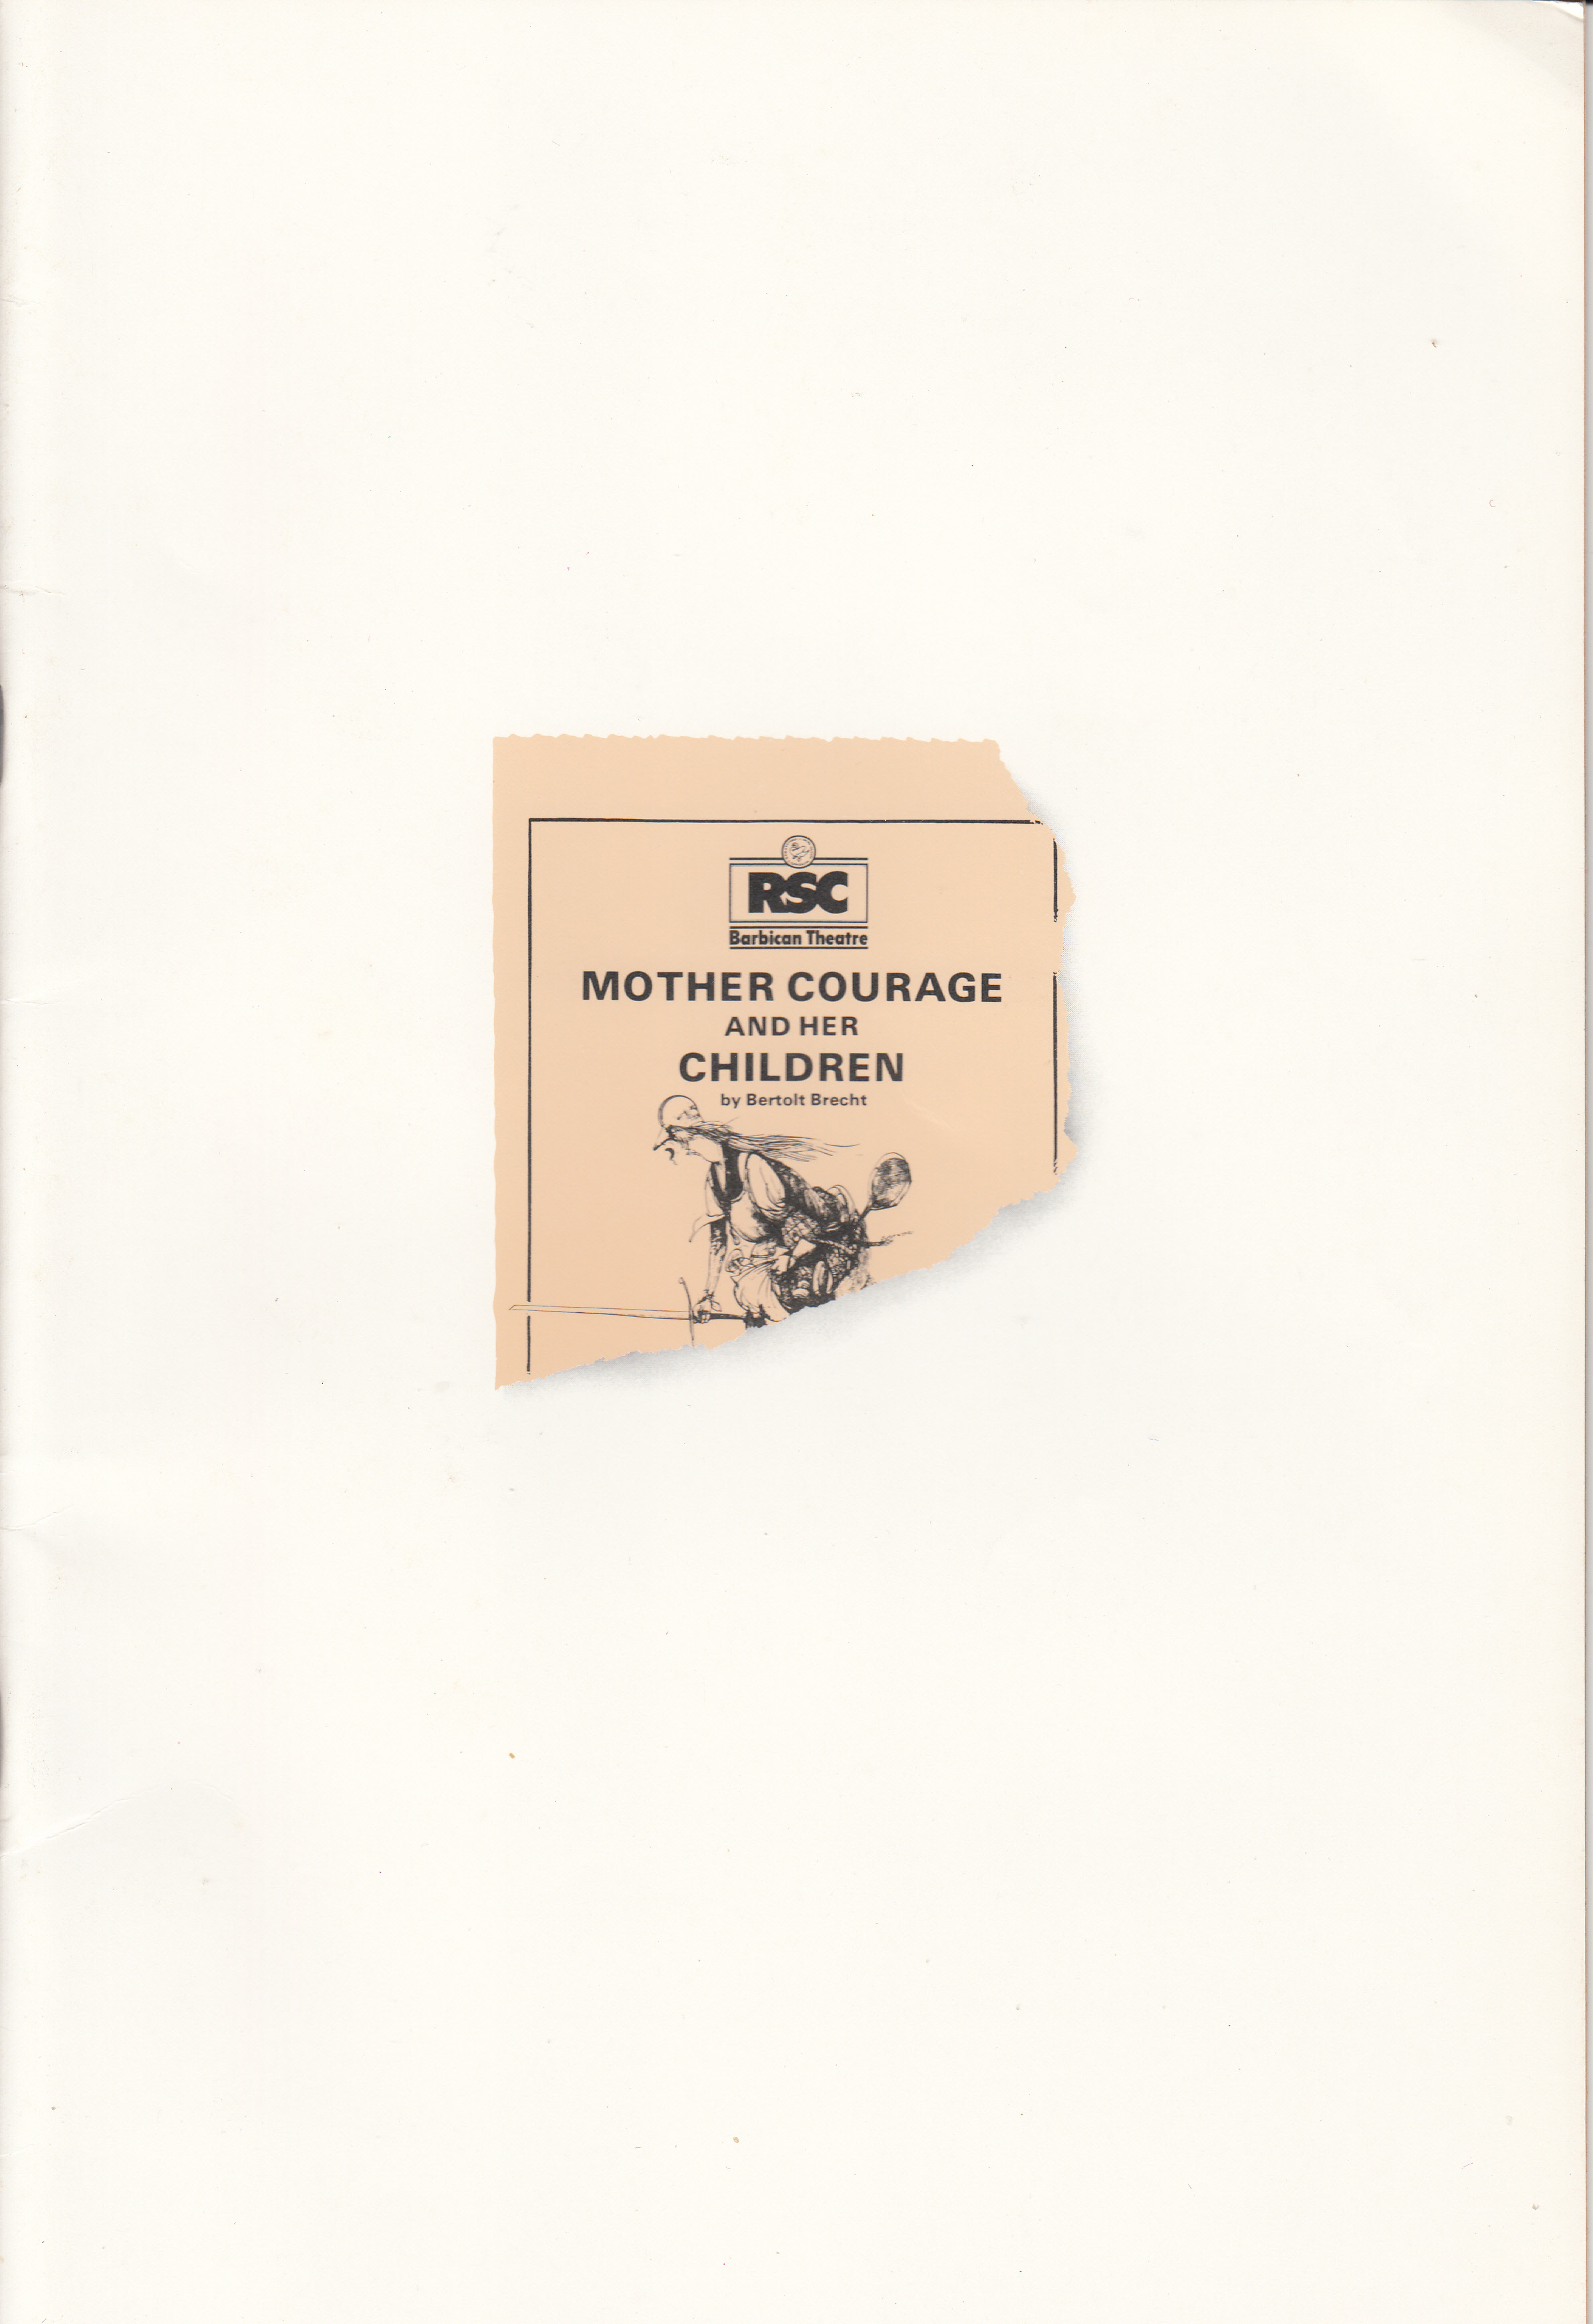 RSC
Barbican Theatre
MOTHER COURAGE
AND HER
CHILDREN
by Bertolt Brecht